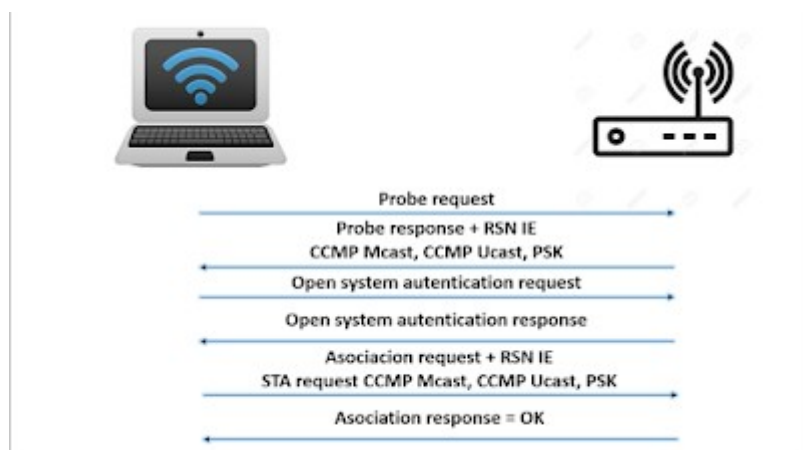 Probe request
Probe response + RSN IE
CCMP Mcast, CCMP Ucast, PSK
Open system autentication request
Open system autentication response
Asociacion request + RSN IE
STA request CCMP Mcast, CCMP Ucast, PSK
Asociation response = OK